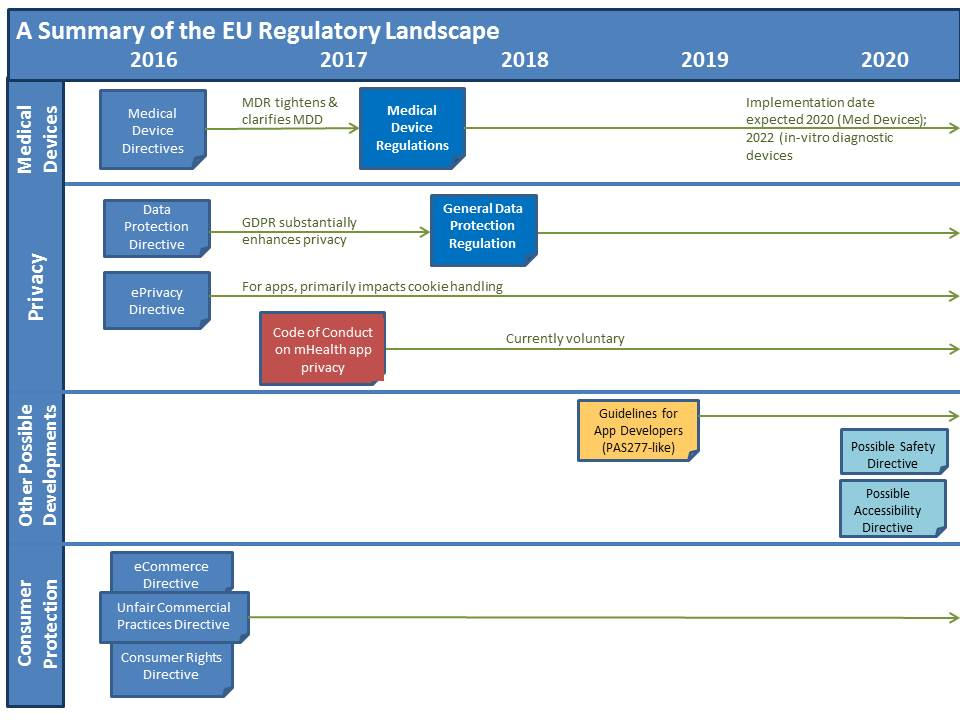 A Summary of the EU Regulatory Landscape
2016 2017 2018 2019 2020
Medical
Devices
Medical
Device
Directives
MDR tightens &
clarifies MDD
Medical
Device
Regulations
Implementation date
expected 2020 (Med Devices);
2022 (in-vitro diagnostic
devices
Privacy
Data
Protection
Directive
GDPR substantially
enhances privacy
General Data
Protection
Regulation
ePrivacy
Directive
For apps, primarily impacts cookie handling
Code of Conduct
on mHealth app
privacy
Currently voluntary
Other Possible
Developments
Guidelines for
App Developers
(PAS277-like)
Possible Safety
Directive
Possible
Accessibility
Directive
Consumer
Protection
eCommerce
Directive
Unfair Commercial
Practices Directive
Consumer Rights
Directive